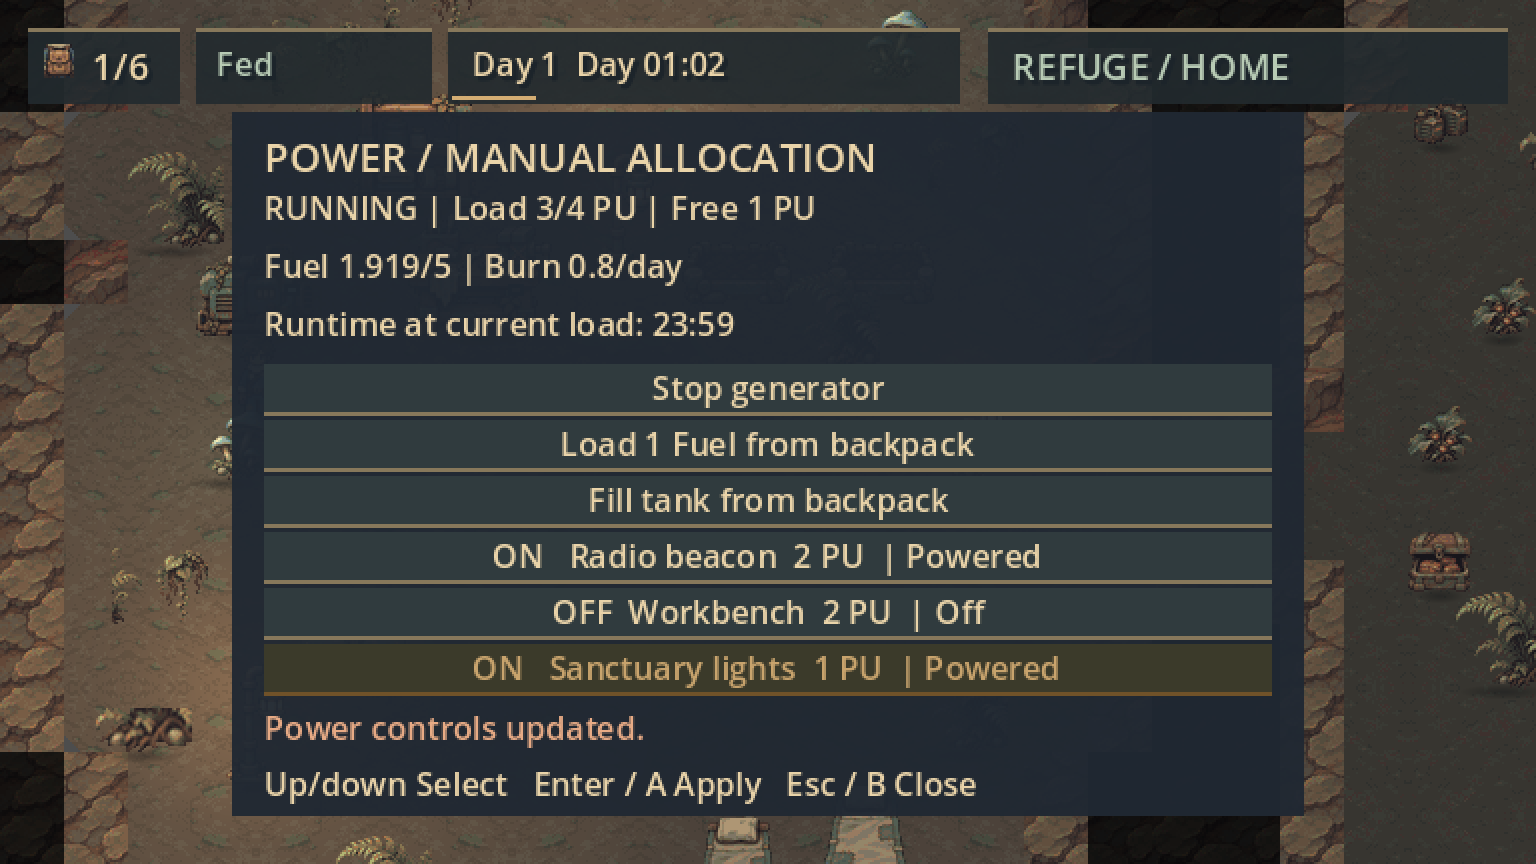 1/6
Fed
Day 1  Day 01:02
REFUGE / HOME
POWER / MANUAL ALLOCATION
RUNNING | Load 3/4 PU | Free 1 PU
Fuel 1.919/5 | Burn 0.8/day
Runtime at current load: 23:59
Stop generator
Load 1 Fuel from backpack
Fill tank from backpack
ON   Radio beacon  2 PU  | Powered
OFF  Workbench  2 PU  | Off
ON   Sanctuary lights  1 PU  | Powered
Power controls updated.
Up/down Select   Enter / A Apply   Esc / B Close